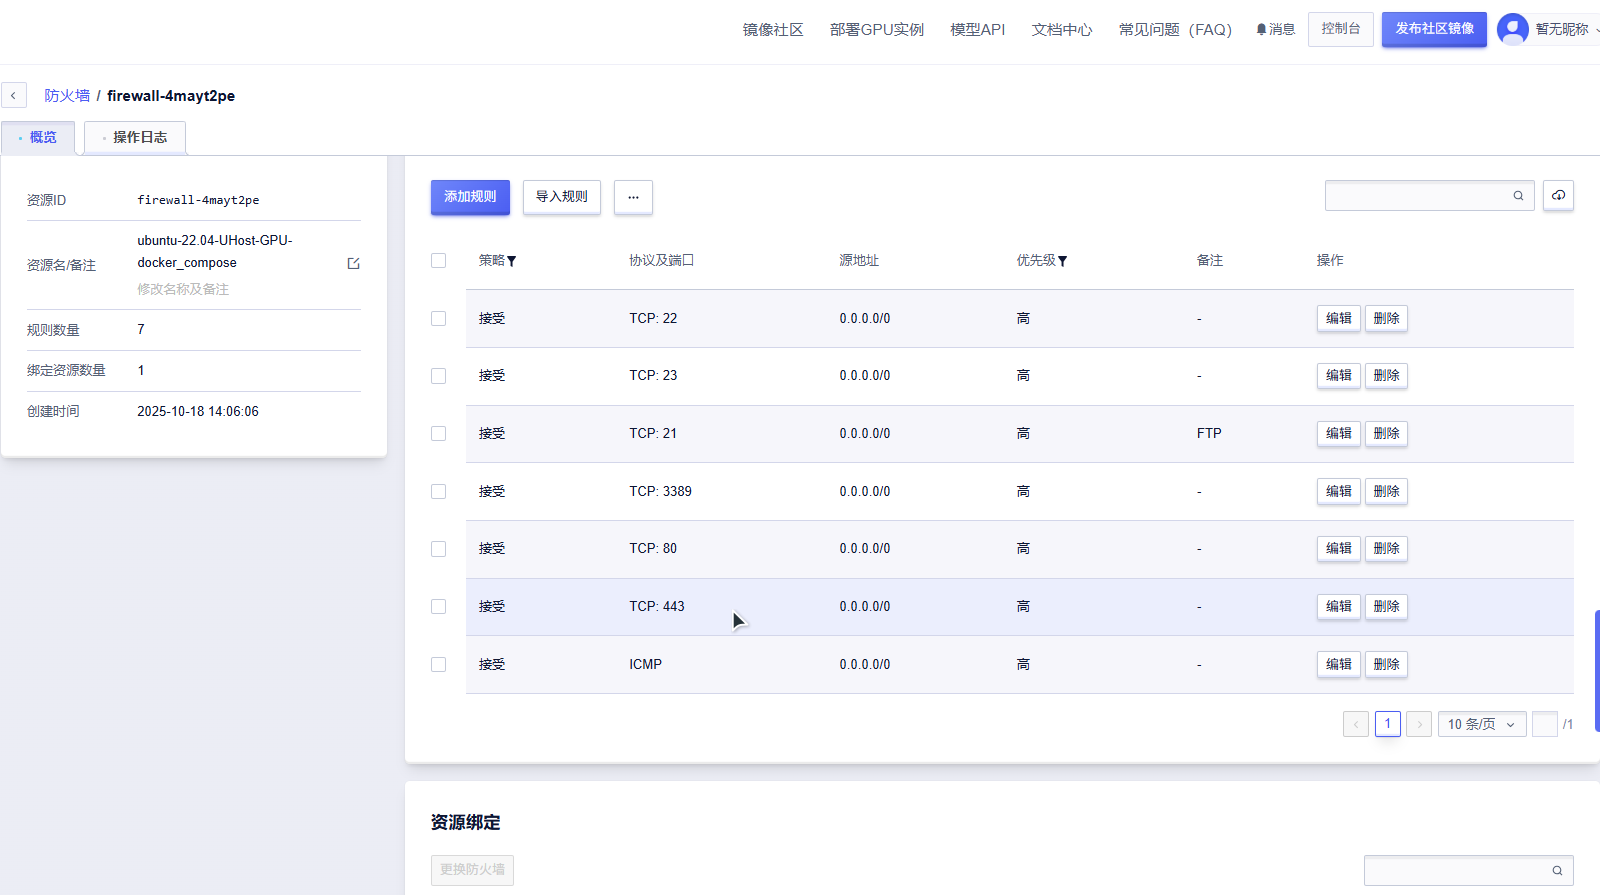 镜像社区 部署GPU实例 模型API 文档中心 常见问题（FAQ） 消息 控制台 发布社区镜像 暂无昵称
防火墙 / firewall-4mayt2pe
概览 操作日志
资源ID firewall-4mayt2pe
资源名/备注 ubuntu-22.04-UHost-GPU-
docker_compose
修改名称及备注
规则数量 7
绑定资源数量 1
创建时间 2025-10-18 14:06:06
添加规则 导入规则 ...
策略 协议及端口 源地址 优先级 备注 操作
接受 TCP: 22 0.0.0.0/0 高 - 编辑 删除
接受 TCP: 23 0.0.0.0/0 高 - 编辑 删除
接受 TCP: 21 0.0.0.0/0 高 FTP 编辑 删除
接受 TCP: 3389 0.0.0.0/0 高 - 编辑 删除
接受 TCP: 80 0.0.0.0/0 高 - 编辑 删除
接受 TCP: 443 0.0.0.0/0 高 - 编辑 删除
接受 ICMP 0.0.0.0/0 高 - 编辑 删除
1 10 条/页 /1
资源绑定
更换防火墙